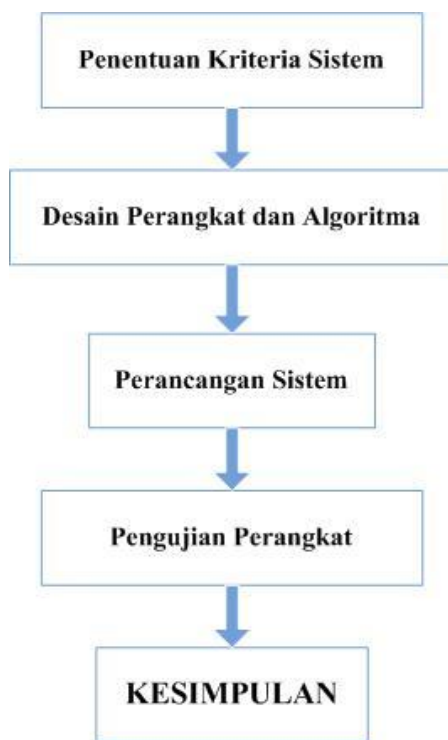 Penentuan Kriteria Sistem
Desain Perangkat dan Algoritma
Perancangan Sistem
Pengujian Perangkat
KESIMPULAN